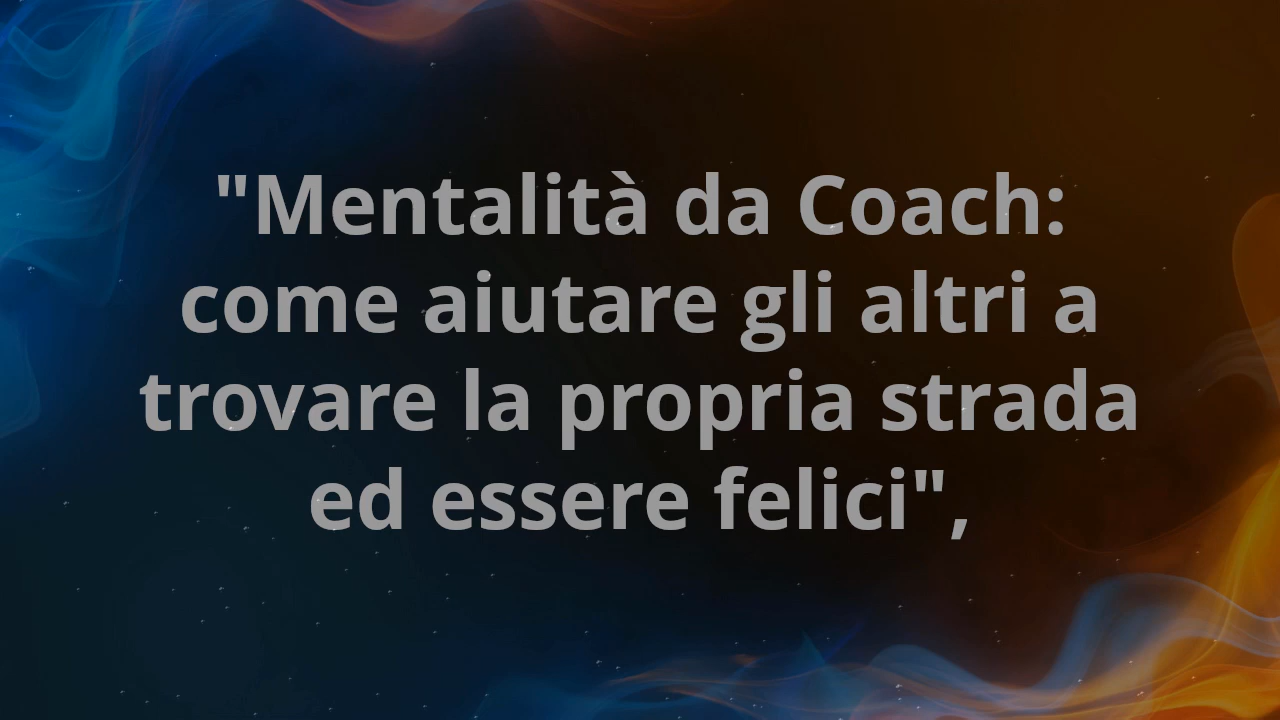 "Mentalità da Coach:
come aiutare gli altri a
trovare la propria strada
ed essere felici",